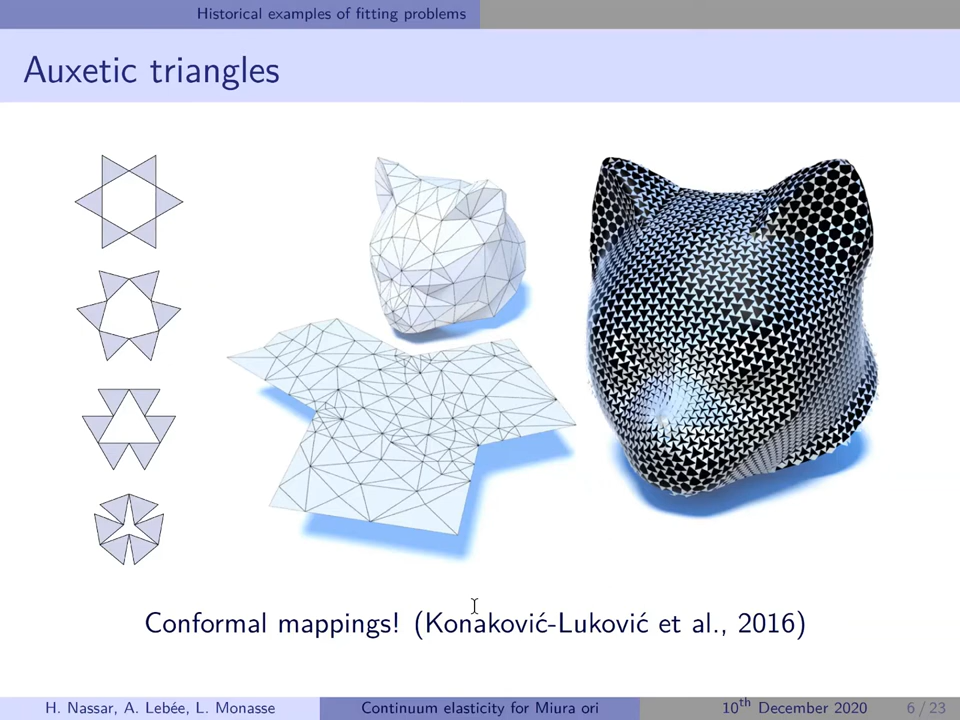 Historical examples of fitting problems
Auxetic triangles
Conformal mappings! (Konaković-Luković et al., 2016)
H. Nassar, A. Lebée, L. Monasse
Continuum elasticity for Miura ori
10th December 2020
6 / 23